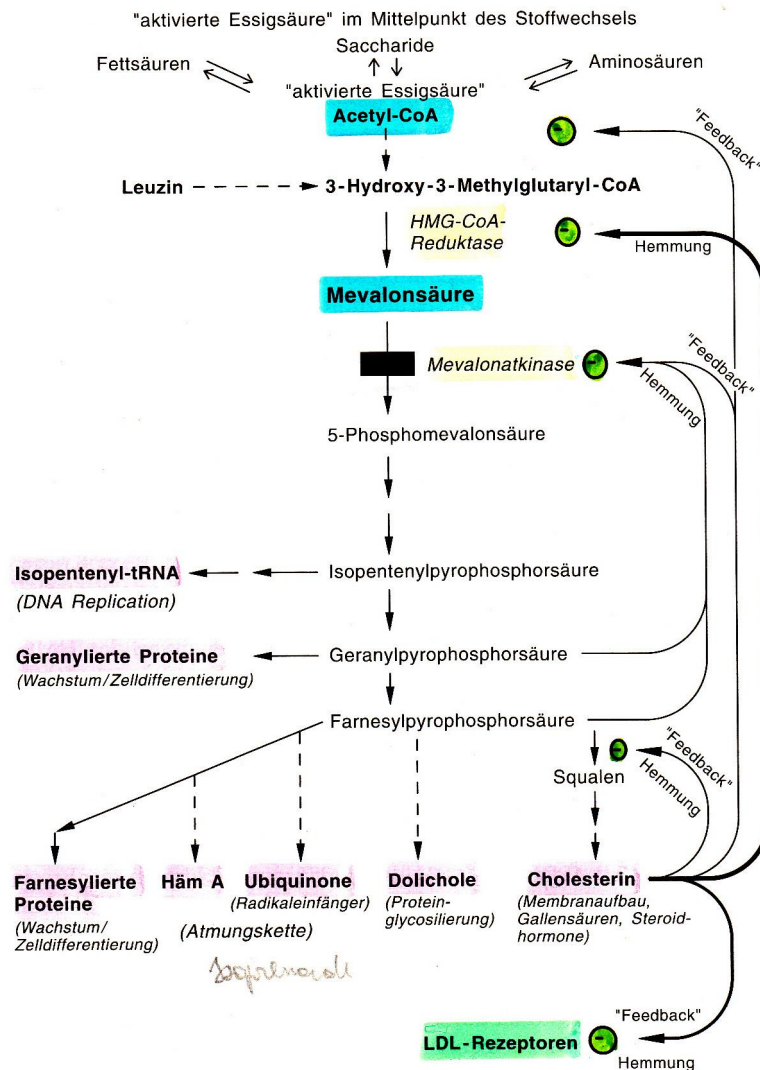 "aktivierte Essigsäure" im Mittelpunkt des Stoffwechsels
Saccharide
Fettsäuren
Aminosäuren
"aktivierte Essigsäure"
Acetyl-CoA
"Feedback"
Leuzin
3-Hydroxy-3-Methylglutaryl-CoA
HMG-CoA-
Reduktase
Hemmung
Mevalonsäure
Mevalonatkinase
"Feedback"
Hemmung
5-Phosphomevalonsäure
Isopentenyl-tRNA
Isopentenylpyrophosphorsäure
(DNA Replication)
Geranylierte Proteine
Geranylpyrophosphorsäure
(Wachstum/Zelldifferentierung)
Farnesylpyrophosphorsäure
"Feedback"
Squalen
Hemmung
Farnesylierte
Proteine
(Wachstum/
Zelldifferentierung)
Häm A
Ubiquinone
(Radikaleinfänger)
(Atmungskette)
Dolichole
(Protein-
glycosilierung)
Cholesterin
(Membranaufbau,
Gallensäuren, Steroid-
hormone)
"Feedback"
LDL-Rezeptoren
Hemmung